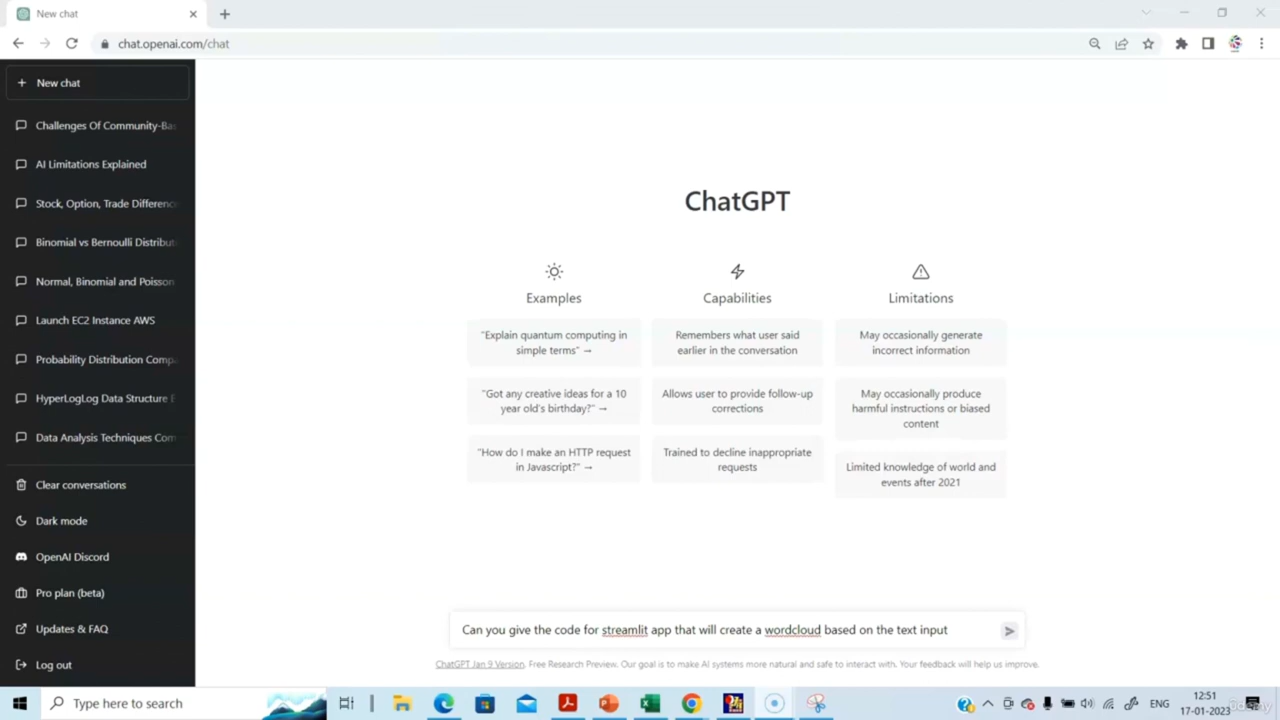 New chat
chat.openai.com/chat
New chat
Challenges Of Community-Ba
AI Limitations Explained
Stock, Option, Trade Differenc
Binomial vs Bernoulli Distribut
Normal, Binomial and Poisson
Launch EC2 Instance AWS
Probability Distribution Comp
HyperLogLog Data Structure E
Data Analysis Techniques Com
Clear conversations
Dark mode
OpenAI Discord
Pro plan (beta)
Updates & FAQ
Log out
ChatGPT
Examples
"Explain quantum computing in
simple terms" →
"Got any creative ideas for a 10
year old's birthday?" →
"How do I make an HTTP request
in Javascript?" →
Capabilities
Remembers what user said
earlier in the conversation
Allows user to provide follow-up
corrections
Trained to decline inappropriate
requests
Limitations
May occasionally generate
incorrect information
May occasionally produce
harmful instructions or biased
content
Limited knowledge of world and
events after 2021
Can you give the code for streamlit app that will create a wordcloud based on the text input
ChatGPT Jan 9 Version. Free Research Preview. Our goal is to make AI systems more natural and safe to interact with. Your feedback will help us improve.
Type here to search
ENG
12:51
17-01-2023
Udemy